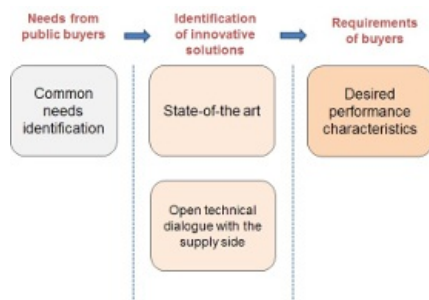 Needs from
public buyers
Identification
of innovative
solutions
Requirements
of buyers
Common
needs
identification
State-of-the art
Desired
performance
characteristics
Open technical
dialogue with the
supply side